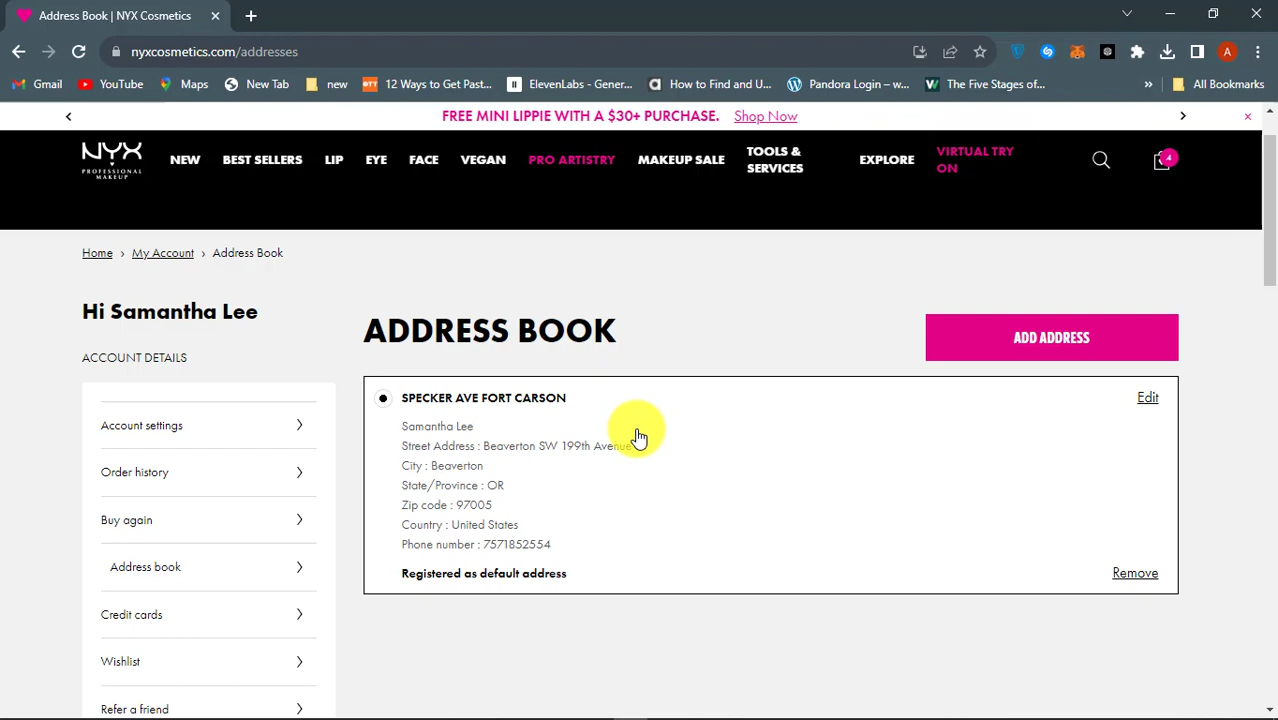 Address Book | NYX Cosmetics
nyxcosmetics.com/addresses
A
Gmail
YouTube
Maps
New Tab
new
OTT
12 Ways to Get Past...
ElevenLabs - Gener...
How to Find and U...
Pandora Login – w...
The Five Stages of...
»
All Bookmarks
FREE MINI LIPPIE WITH A $30+ PURCHASE. Shop Now
NYX
PROFESSIONAL MAKEUP
NEW
BEST SELLERS
LIP
EYE
FACE
VEGAN
PRO ARTISTRY
MAKEUP SALE
TOOLS &
SERVICES
EXPLORE
VIRTUAL TRY
ON
4
Home › My Account › Address Book
Hi Samantha Lee
ACCOUNT DETAILS
Account settings
Order history
Buy again
Address book
Credit cards
Wishlist
Refer a friend
ADDRESS BOOK
ADD ADDRESS
SPECKER AVE FORT CARSON
Edit
Samantha Lee
Street Address : Beaverton SW 199th Avenue
City : Beaverton
State/Province : OR
Zip code : 97005
Country : United States
Phone number : 7571852554
Registered as default address
Remove